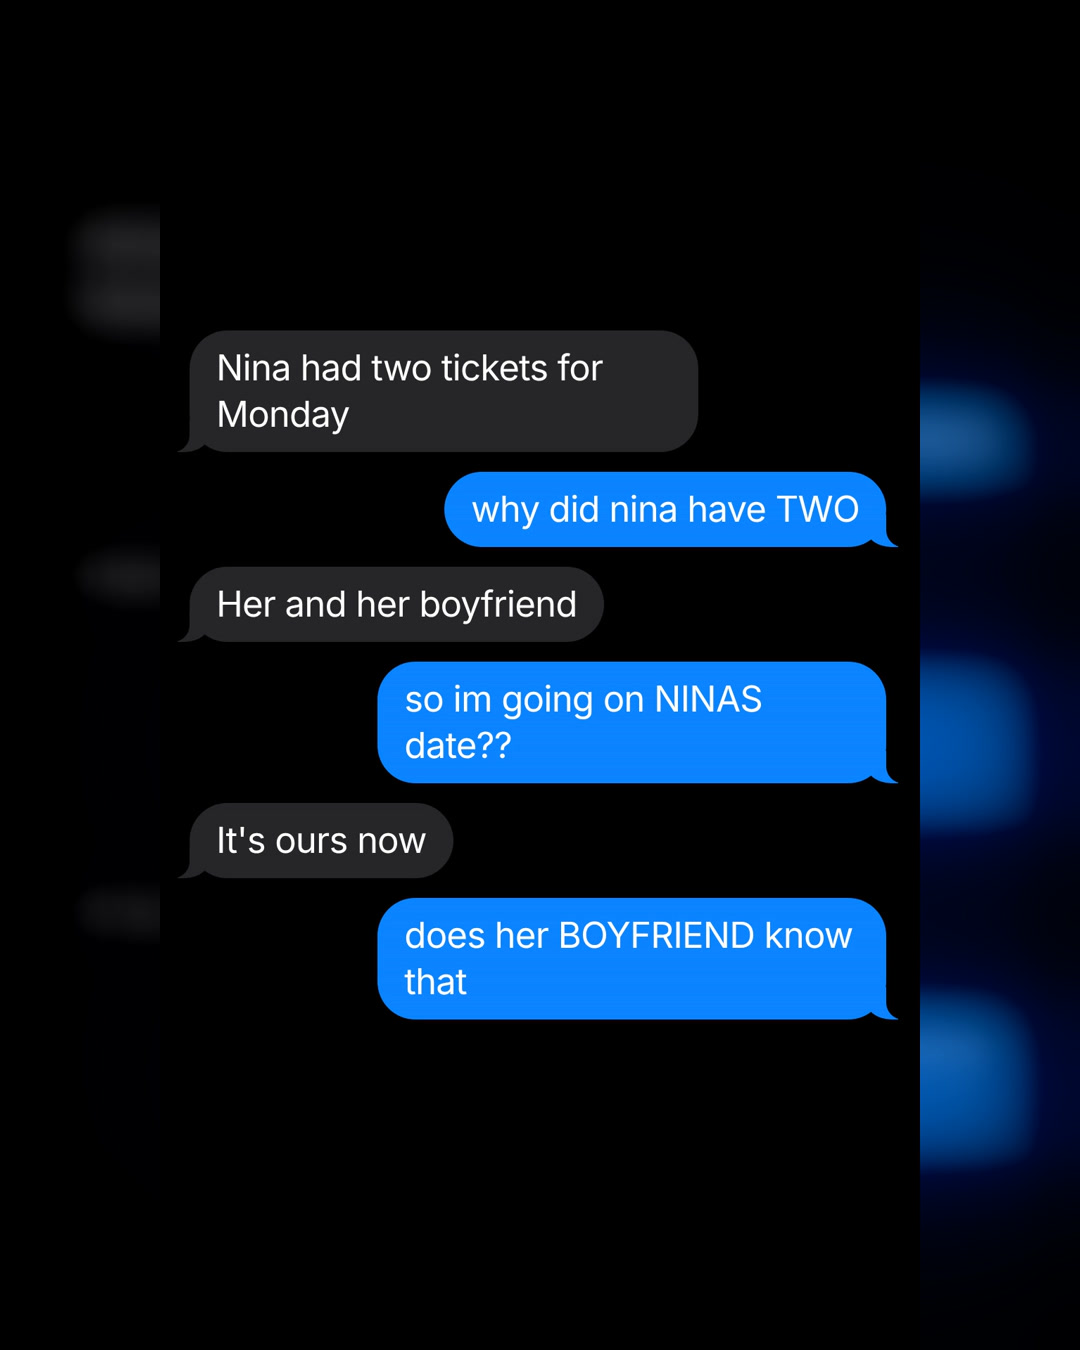 Nina had two tickets for
Monday
why did nina have TWO
Her and her boyfriend
so im going on NINAS
date??
It's ours now
does her BOYFRIEND know
that